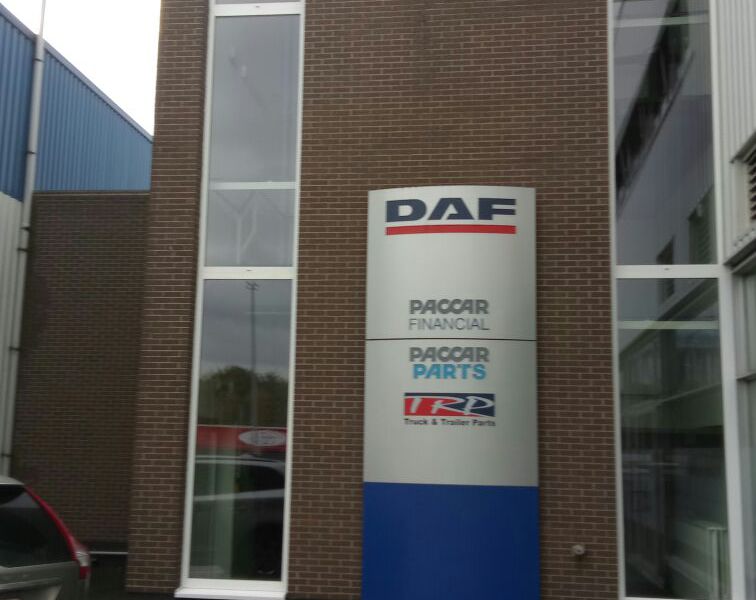 DAF
PACCAR
FINANCIAL
PACCAR
PARTS
TRP
Truck & Trailer Parts